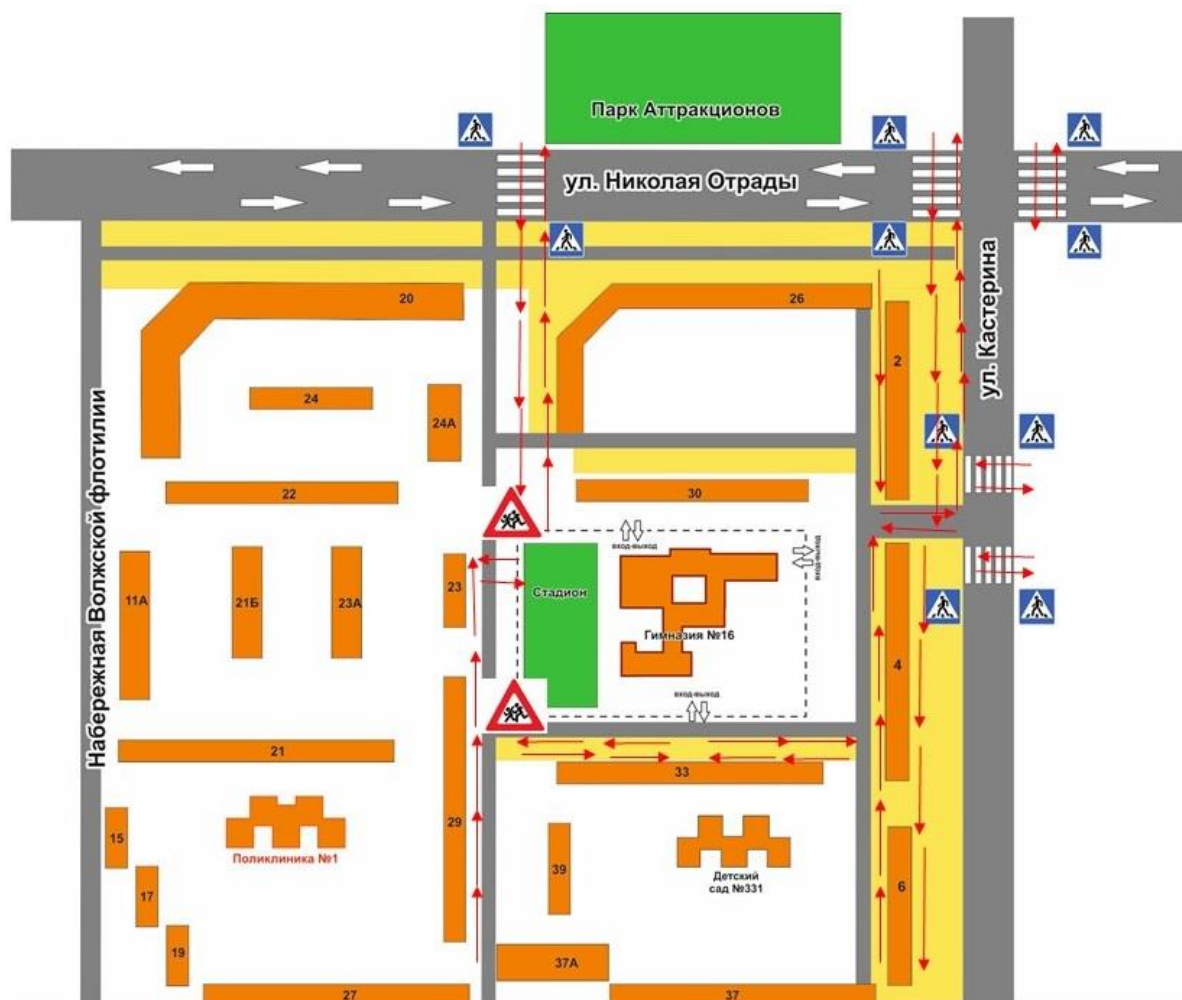 Парк Аттракционов
ул. Николая Отрады
ул. Кастерина
Набережная Волжской флотилии
20
26
2
24
24А
22
30
вход-выход
вход-выход
11А
21Б
23А
23
Стадион
Гимназия №16
4
вход-выход
21
33
15
29
Поликлиника №1
39
Детский
сад №331
6
17
19
37А
27
37